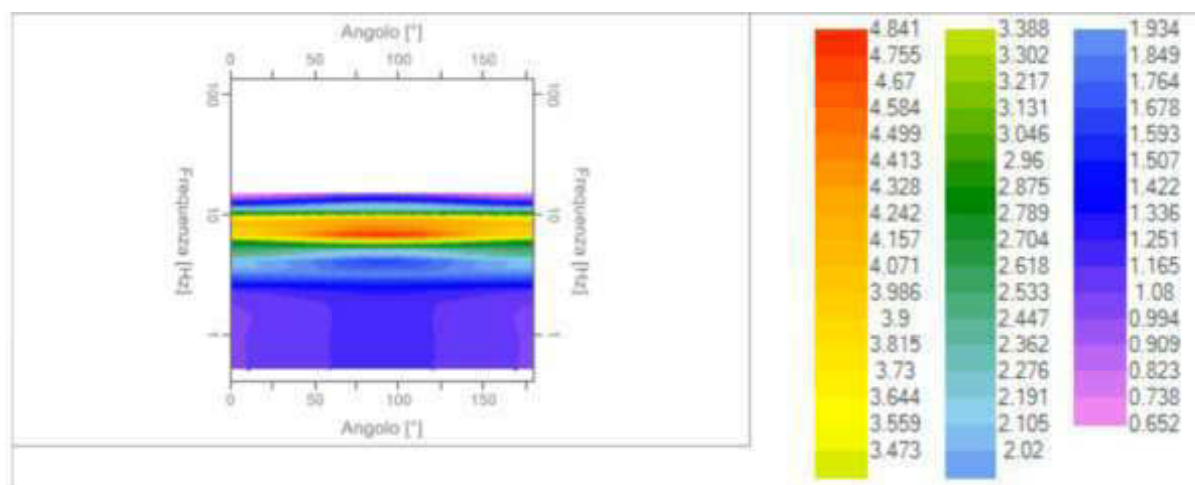 Angolo [°]
0 50 100 150
100 100
Frequenza [Hz] Frequenza [Hz]
10 10
1 1
0 50 100 150
Angolo [°]
4.841 3.388 1.934
4.755 3.302 1.849
4.67 3.217 1.764
4.584 3.131 1.678
4.499 3.046 1.593
4.413 2.96 1.507
4.328 2.875 1.422
4.242 2.789 1.336
4.157 2.704 1.251
4.071 2.618 1.165
3.986 2.533 1.08
3.9 2.447 0.994
3.815 2.362 0.909
3.73 2.276 0.823
3.644 2.191 0.738
3.559 2.105 0.652
3.473 2.02